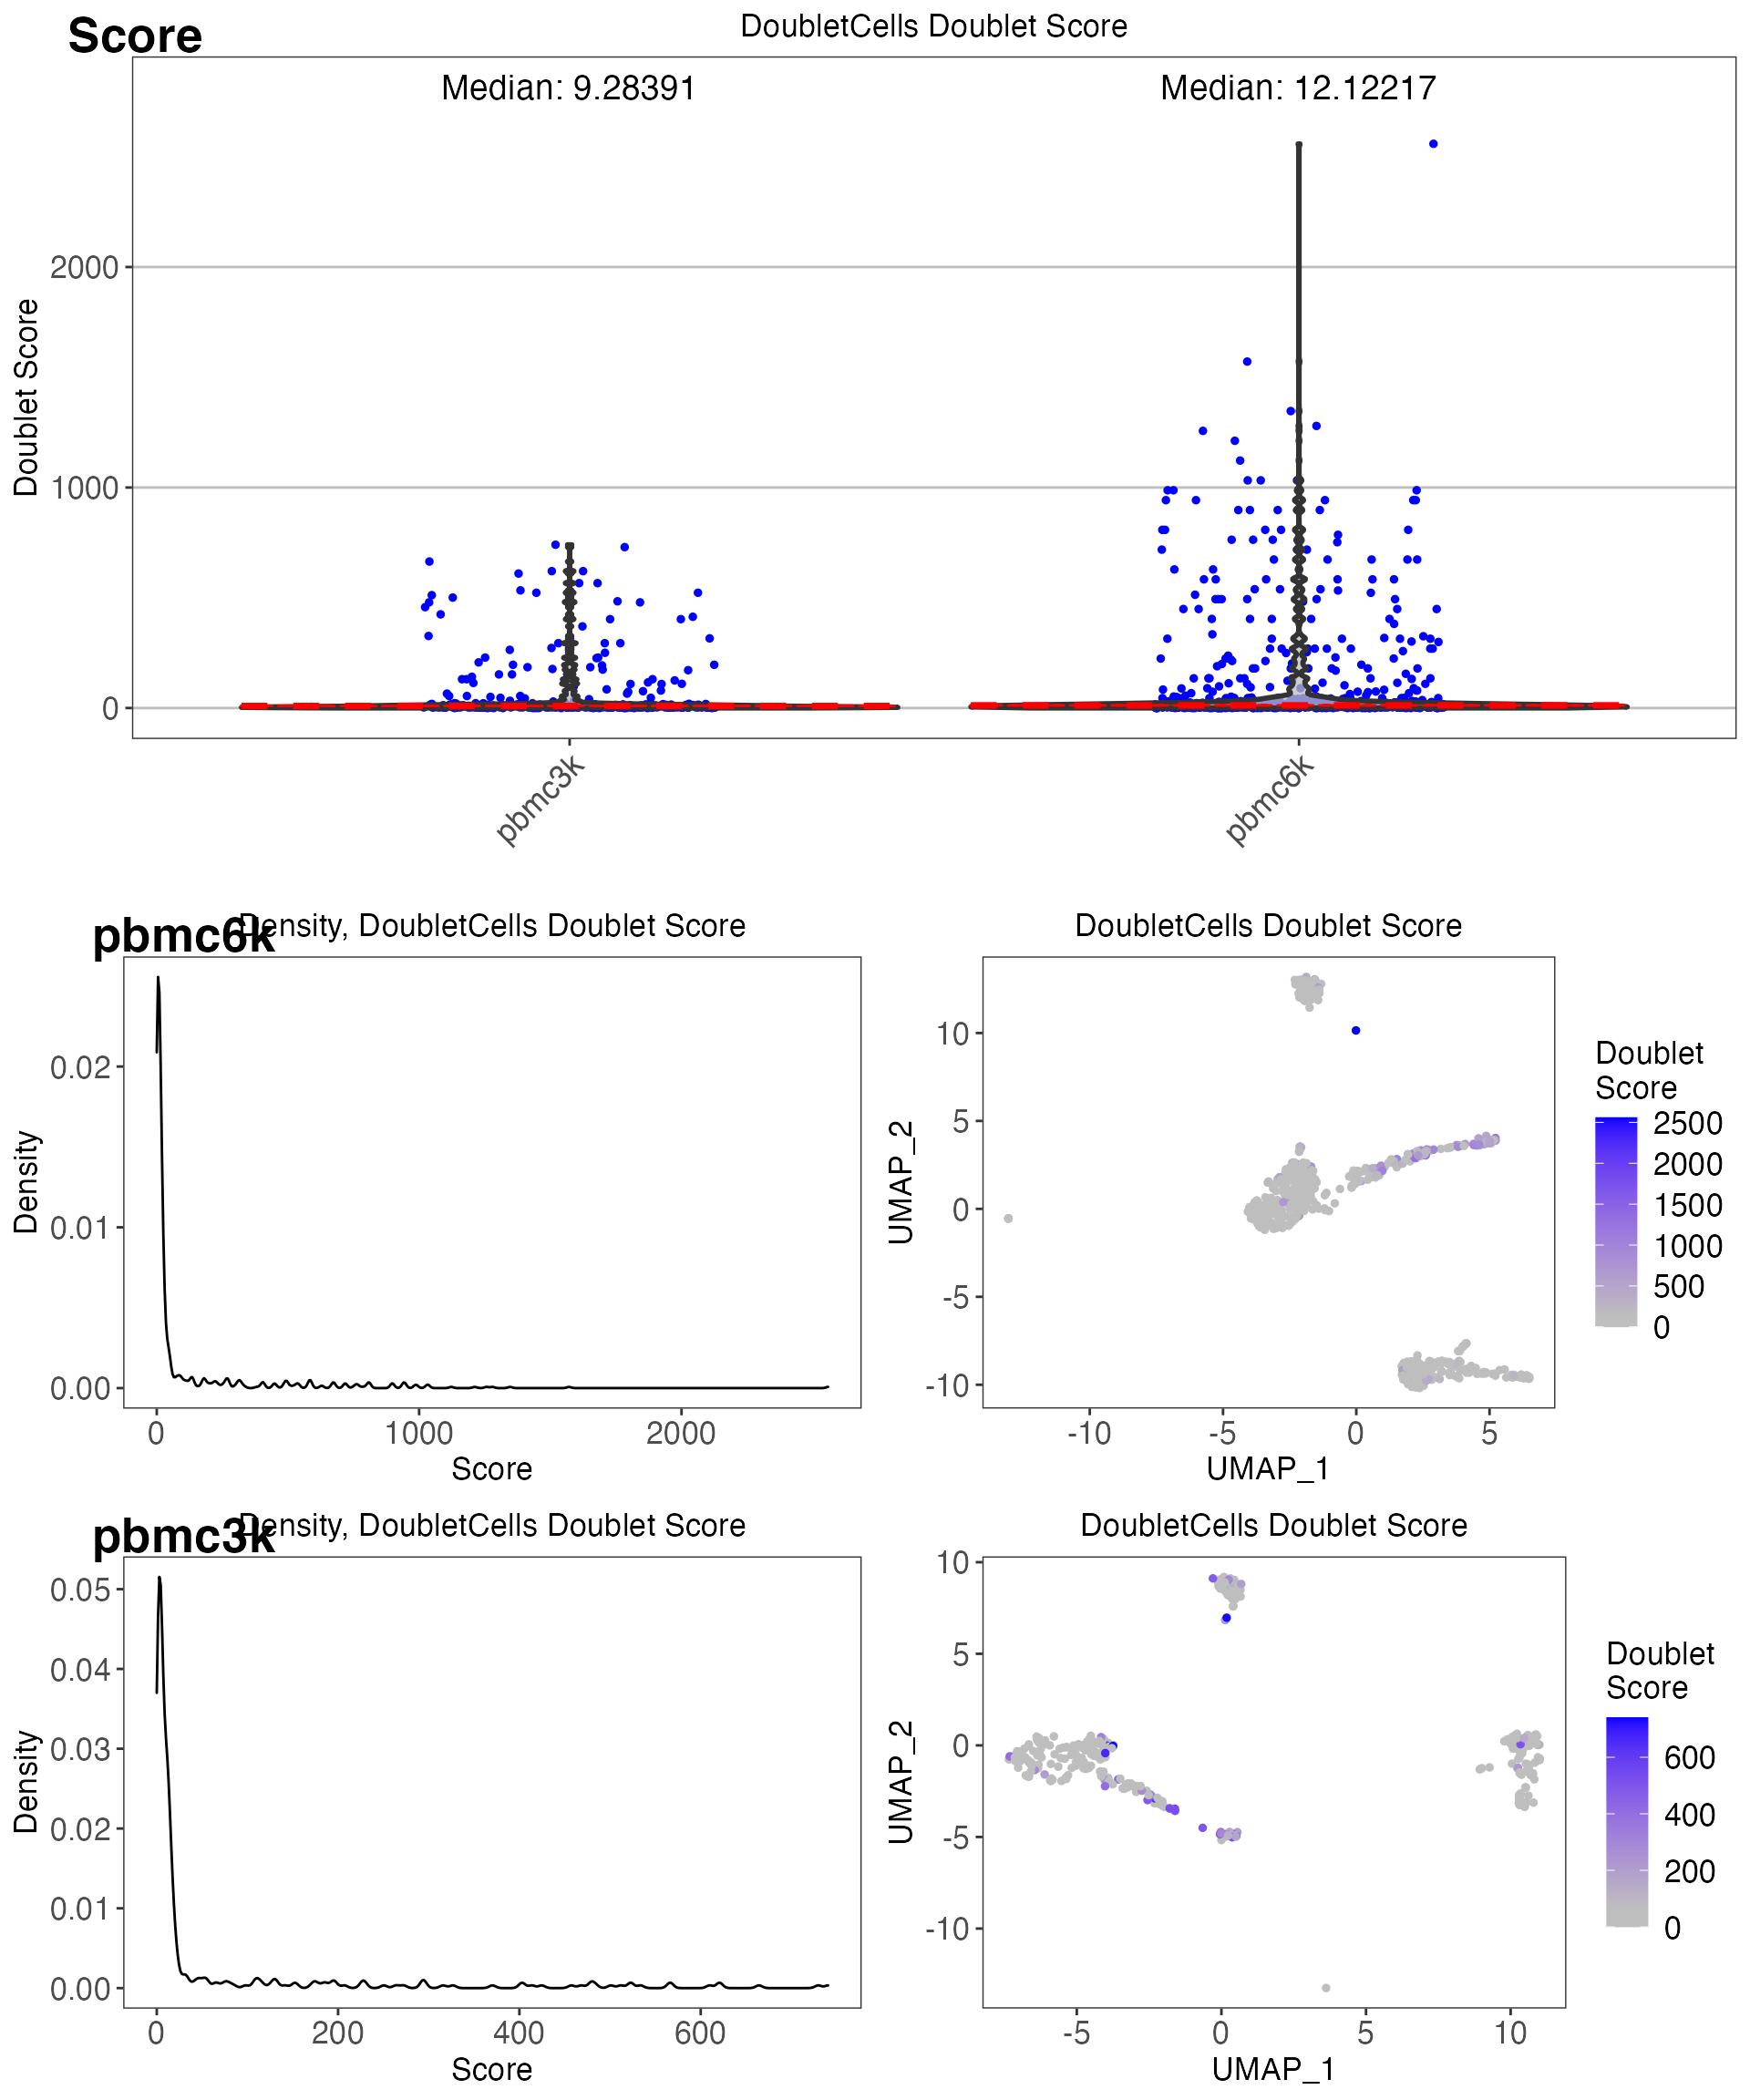 Score
DoubletCells Doublet Score
Median: 9.28391
Median: 12.12217
Doublet Score
2000
1000
0
pbmc3k
pbmc6k
pbmc6k
Density, DoubletCells Doublet Score
Density
0.02
0.01
0.00
0
1000
2000
Score
DoubletCells Doublet Score
UMAP_2
10
5
0
-5
-10
-10
-5
0
5
UMAP_1
Doublet
Score
2500
2000
1500
1000
500
0
pbmc3k
Density, DoubletCells Doublet Score
Density
0.05
0.04
0.03
0.02
0.01
0.00
0
200
400
600
Score
DoubletCells Doublet Score
UMAP_2
10
5
0
-5
-10
-5
0
5
10
UMAP_1
Doublet
Score
600
400
200
0